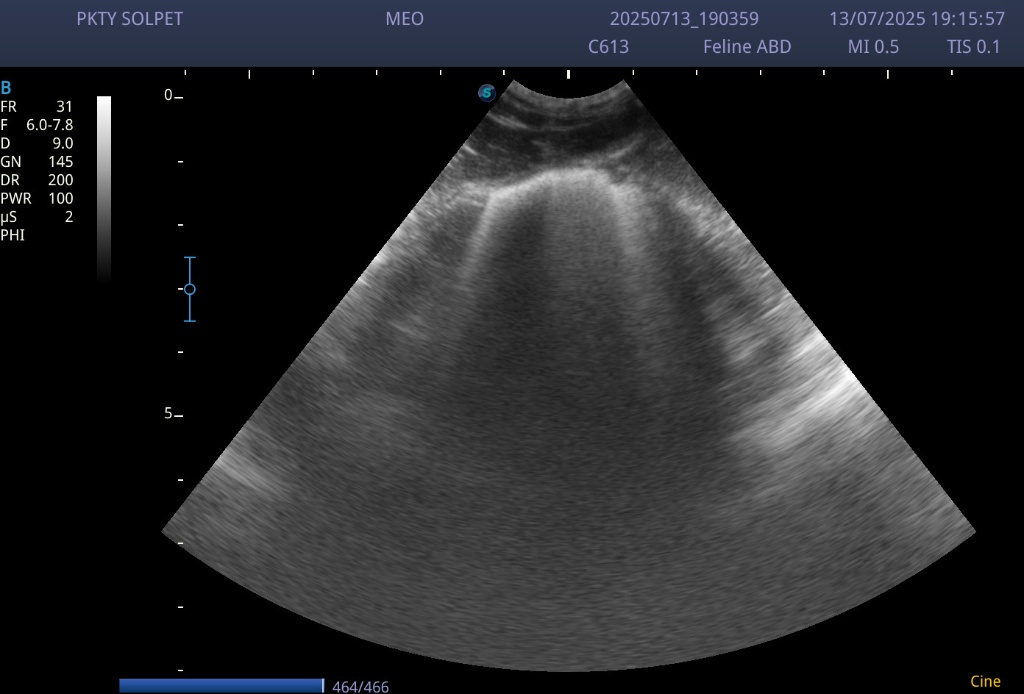 PKTY SOLPET MEO 20250713_190359 13/07/2025 19:15:57
C613 Feline ABD MI 0.5 TIS 0.1
B
FR 31
F 6.0-7.8
D 9.0
GN 145
DR 200
PWR 100
µS 2
PHI
0
S
5
464/466
Cine